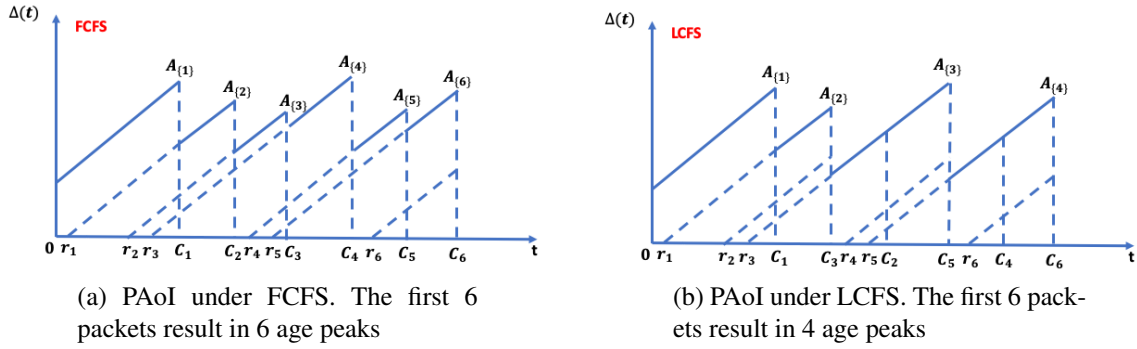 Δ(t)
FCFS
A{1}
A{2}
A{3}
A{4}
A{5}
A{6}
0 r1 r2 r3 C1 C2 r4 r5 C3 C4 r6 C5 C6 t
(a) PAoI under FCFS. The first 6
packets result in 6 age peaks
Δ(t)
LCFS
A{1}
A{2}
A{3}
A{4}
0 r1 r2 r3 C1 C3 r4 r5 C2 C5 r6 C4 C6 t
(b) PAoI under LCFS. The first 6 pack-
ets result in 4 age peaks